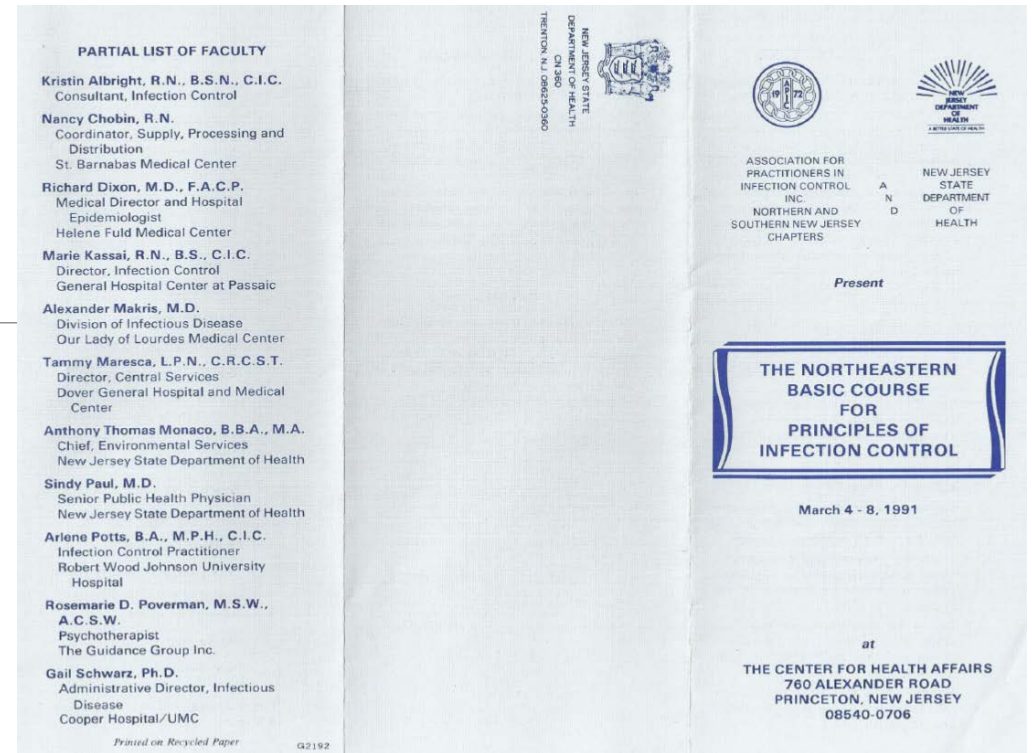 PARTIAL LIST OF FACULTY
Kristin Albright, R.N., B.S.N., C.I.C.
Consultant, Infection Control
Nancy Chobin, R.N.
Coordinator, Supply, Processing and
Distribution
St. Barnabas Medical Center
Richard Dixon, M.D., F.A.C.P.
Medical Director and Hospital
Epidemiologist
Helene Fuld Medical Center
Marie Kassai, R.N., B.S., C.I.C.
Director, Infection Control
General Hospital Center at Passaic
Alexander Makris, M.D.
Division of Infectious Disease
Our Lady of Lourdes Medical Center
Tammy Maresca, L.P.N., C.R.C.S.T.
Director, Central Services
Dover General Hospital and Medical
Center
Anthony Thomas Monaco, B.B.A., M.A.
Chief, Environmental Services
New Jersey State Department of Health
Sindy Paul, M.D.
Senior Public Health Physician
New Jersey State Department of Health
Arlene Potts, B.A., M.P.H., C.I.C.
Infection Control Practitioner
Robert Wood Johnson University
Hospital
Rosemarie D. Poverman, M.S.W.,
A.C.S.W.
Psychotherapist
The Guidance Group Inc.
Gail Schwarz, Ph.D.
Administrative Director, Infectious
Disease
Cooper Hospital/UMC
Printed on Recycled Paper
G2192
NEW JERSEY STATE
DEPARTMENT OF HEALTH
CN 360
TRENTON, N.J. 08625-0360
19 APIC 72
NEW
JERSEY
DEPARTMENT
OF
HEALTH
A BETTER STATE OF HEALTH
ASSOCIATION FOR
PRACTITIONERS IN
INFECTION CONTROL
INC.
NORTHERN AND
SOUTHERN NEW JERSEY
CHAPTERS
A
N
D
NEW JERSEY
STATE
DEPARTMENT
OF
HEALTH
Present
THE NORTHEASTERN
BASIC COURSE
FOR
PRINCIPLES OF
INFECTION CONTROL
March 4 - 8, 1991
at
THE CENTER FOR HEALTH AFFAIRS
760 ALEXANDER ROAD
PRINCETON, NEW JERSEY
08540-0706